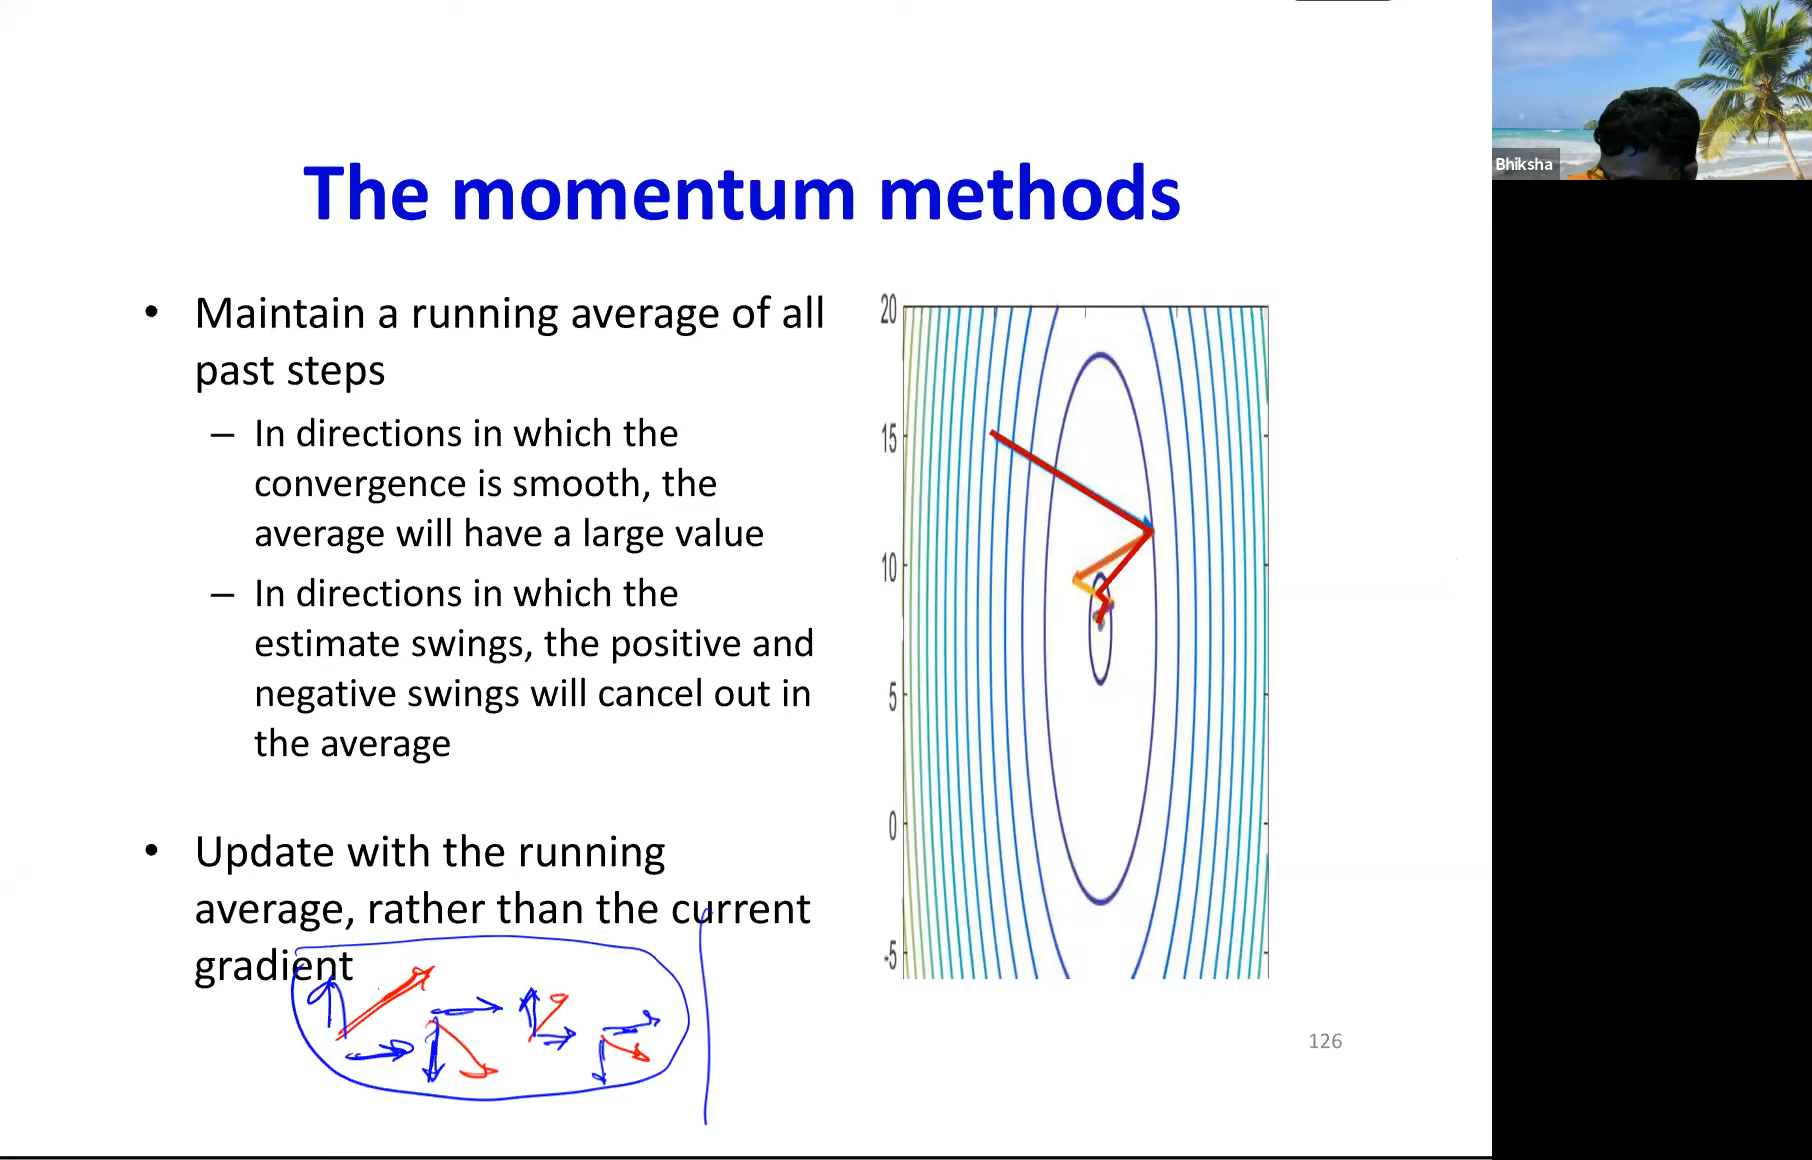 Bhiksha
The momentum methods
• Maintain a running average of all
past steps
– In directions in which the
convergence is smooth, the
average will have a large value
– In directions in which the
estimate swings, the positive and
negative swings will cancel out in
the average
• Update with the running
average, rather than the current
gradient
20
15
10
5
0
-5
126